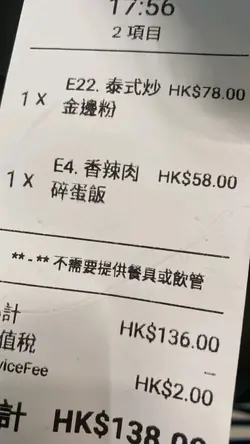 17:56
2 項目
1 X E22. 泰式炒 HK$78.00
金邊粉
1 X E4. 香辣肉 HK$58.00
碎蛋飯
** - ** 不需要提供餐具或飲管
計 HK$136.00
值稅 –
viceFee HK$2.00
計 HK$138.